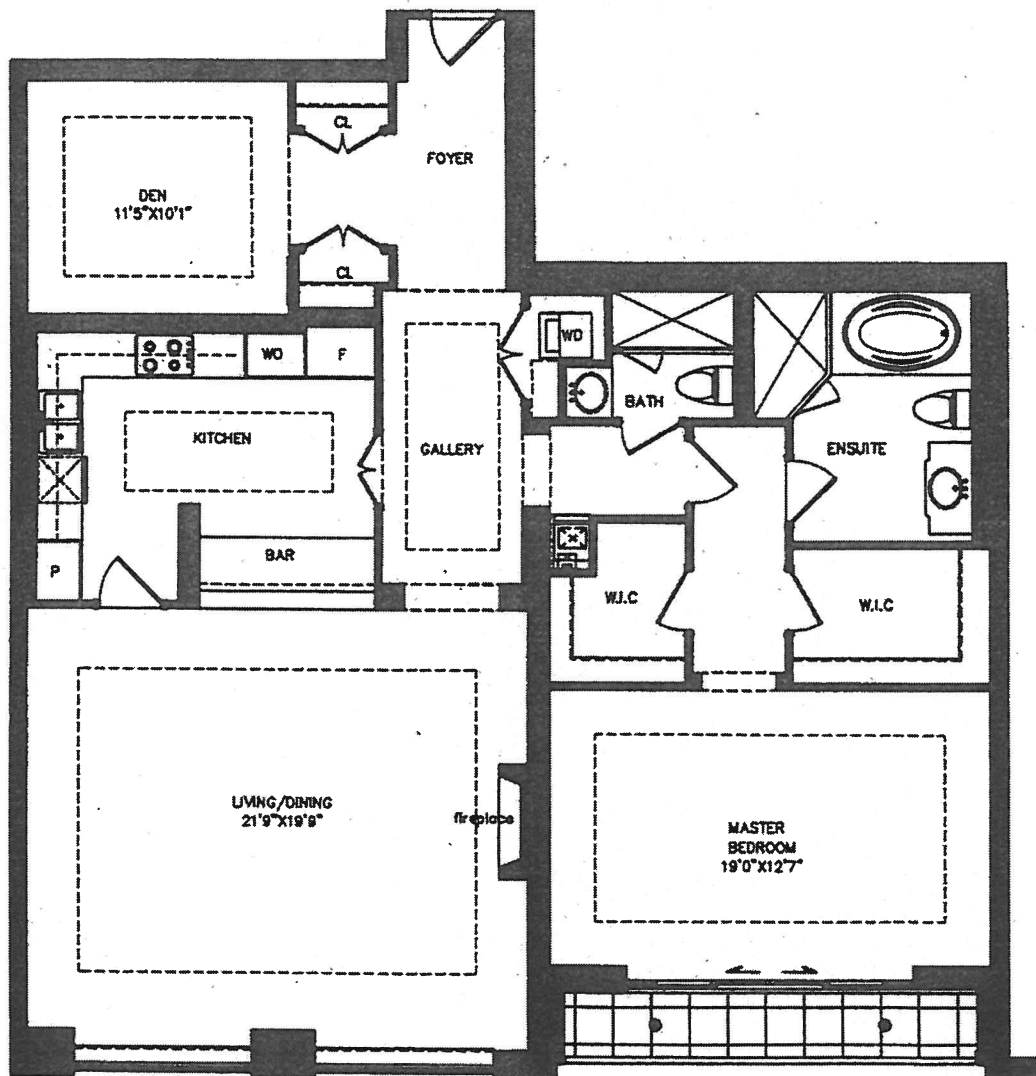 CL
FOYER
DEN
11'5"X10'1"
CL
WO
F
WD
BATH
KITCHEN
GALLERY
ENSUITE
BAR
P
W.I.C
W.I.C
LIVING/DINING
21'9"X19'9"
fireplace
MASTER
BEDROOM
19'0"X12'7"